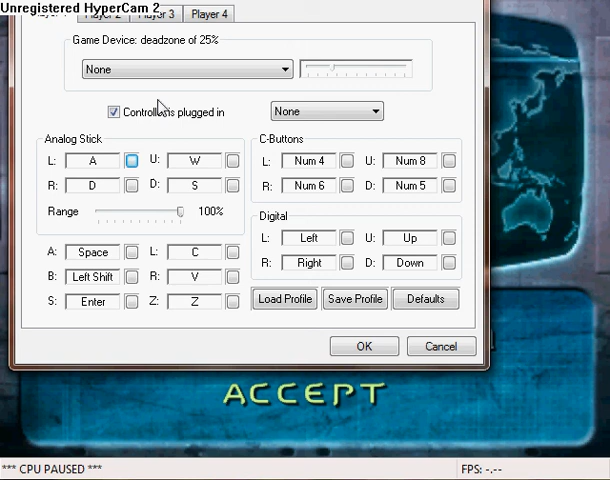 Unregistered HyperCam 2
Player 2 Player 3 Player 4
Game Device: deadzone of 25%
None
Controller is plugged in None
Analog Stick
L: A U: W
R: D D: S
Range 100%
C-Buttons
L: Num 4 U: Num 8
R: Num 6 D: Num 5
Digital
L: Left U: Up
R: Right D: Down
A: Space L: C
B: Left Shift R: V
S: Enter Z: Z
Load Profile Save Profile Defaults
OK Cancel
ACCEPT
*** CPU PAUSED *** FPS: -.--